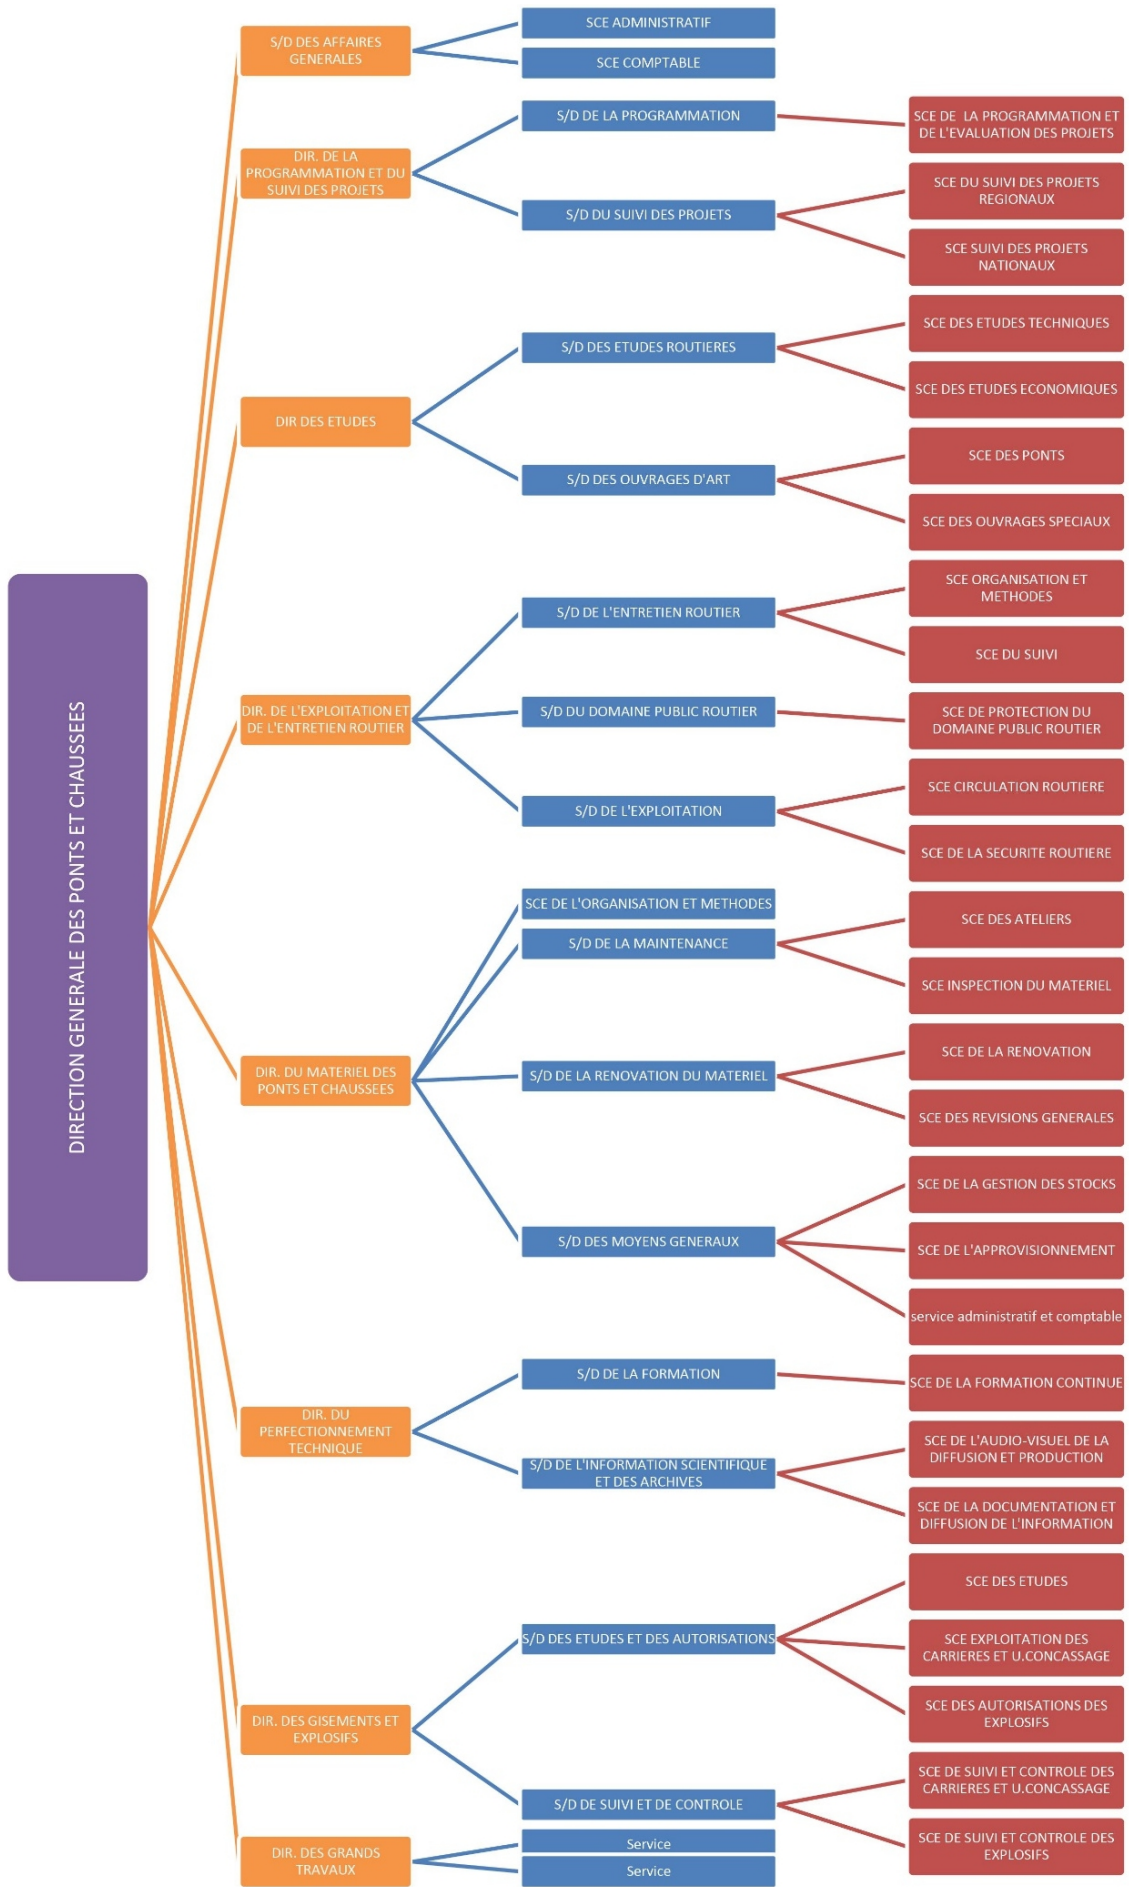 DIRECTION GENERALE DES PONTS ET CHAUSSEES
S/D DES AFFAIRES
GENERALES
SCE ADMINISTRATIF
SCE COMPTABLE
DIR. DE LA
PROGRAMMATION ET DU
SUIVI DES PROJETS
S/D DE LA PROGRAMMATION
SCE DE LA PROGRAMMATION ET
DE L'EVALUATION DES PROJETS
S/D DU SUIVI DES PROJETS
SCE DU SUIVI DES PROJETS
REGIONAUX
SCE SUIVI DES PROJETS
NATIONAUX
DIR DES ETUDES
S/D DES ETUDES ROUTIERES
SCE DES ETUDES TECHNIQUES
SCE DES ETUDES ECONOMIQUES
S/D DES OUVRAGES D'ART
SCE DES PONTS
SCE DES OUVRAGES SPECIAUX
DIR. DE L'EXPLOITATION ET
DE L'ENTRETIEN ROUTIER
S/D DE L'ENTRETIEN ROUTIER
SCE ORGANISATION ET
METHODES
SCE DU SUIVI
S/D DU DOMAINE PUBLIC ROUTIER
SCE DE PROTECTION DU
DOMAINE PUBLIC ROUTIER
S/D DE L'EXPLOITATION
SCE CIRCULATION ROUTIERE
SCE DE LA SECURITE ROUTIERE
DIR. DU MATERIEL DES
PONTS ET CHAUSSEES
SCE DE L'ORGANISATION ET METHODES
S/D DE LA MAINTENANCE
SCE DES ATELIERS
SCE INSPECTION DU MATERIEL
S/D DE LA RENOVATION DU MATERIEL
SCE DE LA RENOVATION
SCE DES REVISIONS GENERALES
S/D DES MOYENS GENERAUX
SCE DE LA GESTION DES STOCKS
SCE DE L'APPROVISIONNEMENT
service administratif et comptable
DIR. DU
PERFECTIONNEMENT
TECHNIQUE
S/D DE LA FORMATION
SCE DE LA FORMATION CONTINUE
S/D DE L'INFORMATION SCIENTIFIQUE
ET DES ARCHIVES
SCE DE L'AUDIO-VISUEL DE LA
DIFFUSION ET PRODUCTION
SCE DE LA DOCUMENTATION ET
DIFFUSION DE L'INFORMATION
DIR. DES GISEMENTS ET
EXPLOSIFS
S/D DES ETUDES ET DES AUTORISATIONS
SCE DES ETUDES
SCE EXPLOITATION DES
CARRIERES ET U.CONCASSAGE
SCE DES AUTORISATIONS DES
EXPLOSIFS
S/D DE SUIVI ET DE CONTROLE
SCE DE SUIVI ET CONTROLE DES
CARRIERES ET U.CONCASSAGE
SCE DE SUIVI ET CONTROLE DES
EXPLOSIFS
DIR. DES GRANDS
TRAVAUX
Service
Service